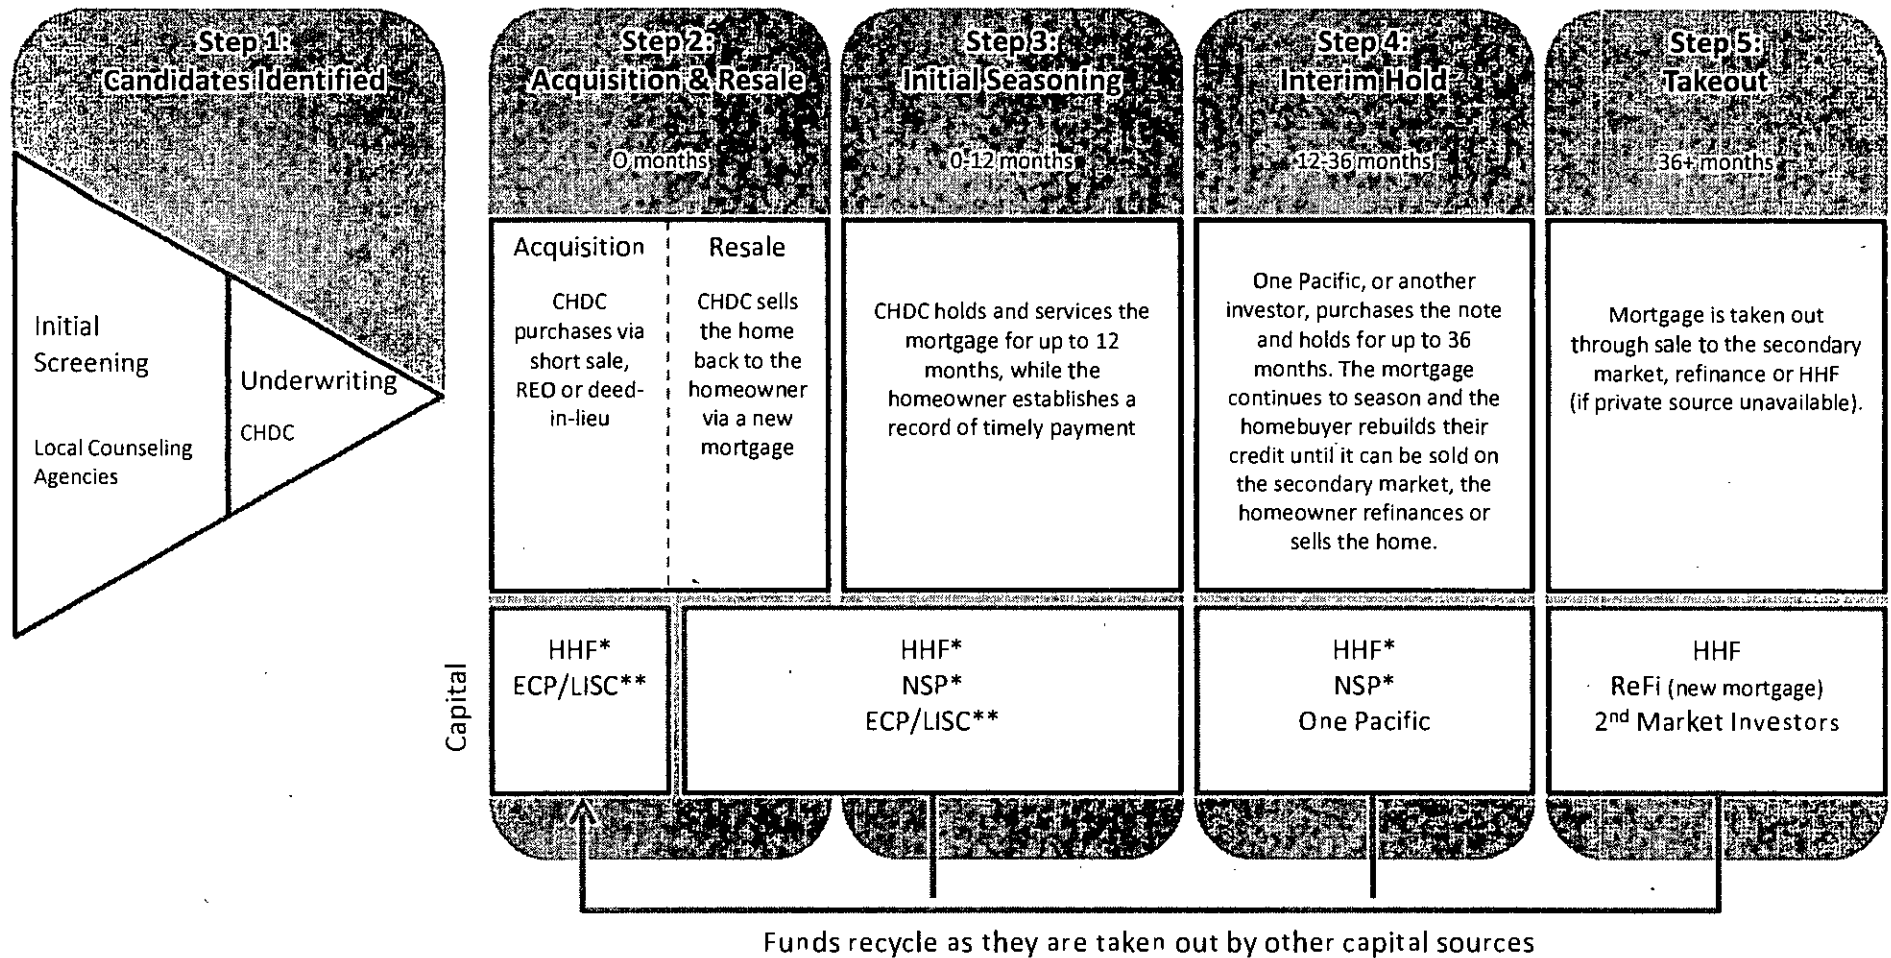 Step 1:
Candidates Identified
Initial
Screening
Local Counseling
Agencies
Underwriting
CHDC
Step 2:
Acquisition & Resale
0 months
Acquisition
CHDC
purchases via
short sale,
REO or deed-
in-lieu
Resale
CHDC sells
the home
back to the
homeowner
via a new
mortgage
Step 3:
Initial Seasoning
0-12 months
CHDC holds and services the
mortgage for up to 12
months, while the
homeowner establishes a
record of timely payment
Step 4:
Interim Hold
12-36 months
One Pacific, or another
investor, purchases the note
and holds for up to 36
months. The mortgage
continues to season and the
homebuyer rebuilds their
credit until it can be sold on
the secondary market, the
homeowner refinances or
sells the home.
Step 5:
Takeout
36+ months
Mortgage is taken out
through sale to the secondary
market, refinance or HHF
(if private source unavailable).
Capital
HHF*
ECP/LISC**
HHF*
NSP*
ECP/LISC**
HHF*
NSP*
One Pacific
HHF
ReFi (new mortgage)
2nd Market Investors
Funds recycle as they are taken out by other capital sources